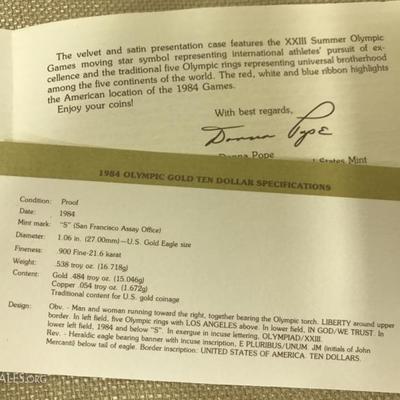 The velvet and satin presentation case features the XXIII Summer Olympic
Games moving star symbol representing international athletes' pursuit of ex-
cellence and the traditional five Olympic rings representing universal brotherhood
among the five continents of the world. The red, white and blue ribbon highlights
the American location of the 1984 Games.
Enjoy your coins!
With best regards,
Donna Pope
Donna Pope
States Mint
1984 OLYMPIC GOLD TEN DOLLAR SPECIFICATIONS
Condition: Proof
Date: 1984
Mint mark: "S" (San Francisco Assay Office)
Diameter: 1.06 in. (27.00mm)—U.S. Gold Eagle size
Fineness: .900 Fine-21.6 karat
Weight: .538 troy oz. (16.718g)
Content: Gold .484 troy oz. (15.046g)
Copper .054 troy oz. (1.672g)
Traditional content for U.S. gold coinage
Design: Obv. - Man and woman running toward the right, together bearing the Olympic torch. LIBERTY around upper
border. In left field, five Olympic rings with LOS ANGELES above. In lower field, IN GOD/WE TRUST. In
lower left field, 1984 and below "S". In exergue in incuse lettering, OLYMPIAD/XXIII.
Rev. - Heraldic eagle bearing banner with incuse inscription, E PLURIBUS/UNUM. JM (initials of John
Mercanti) below tail of eagle. Border inscription: UNITED STATES OF AMERICA. TEN DOLLARS.
ALES.ORG